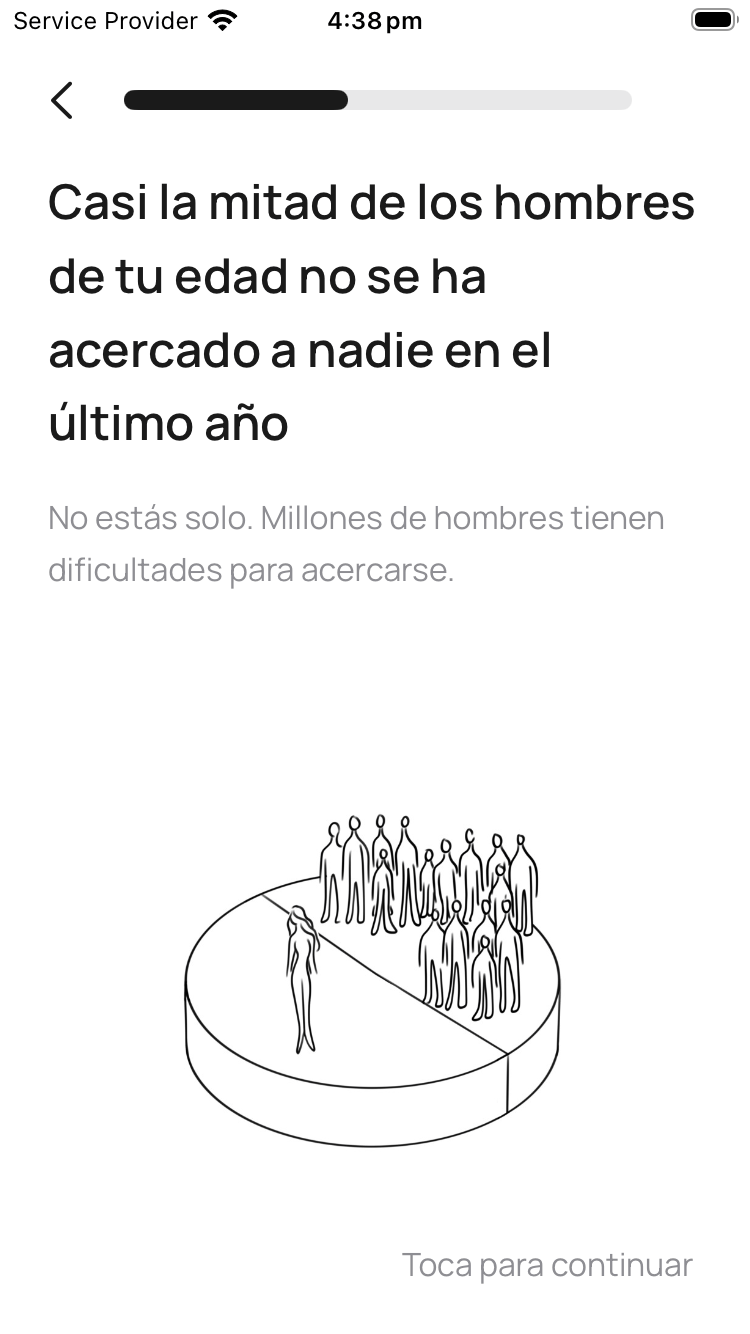 Service Provider 4:38 pm
Casi la mitad de los hombres
de tu edad no se ha
acercado a nadie en el
último año
No estás solo. Millones de hombres tienen
dificultades para acercarse.
Toca para continuar